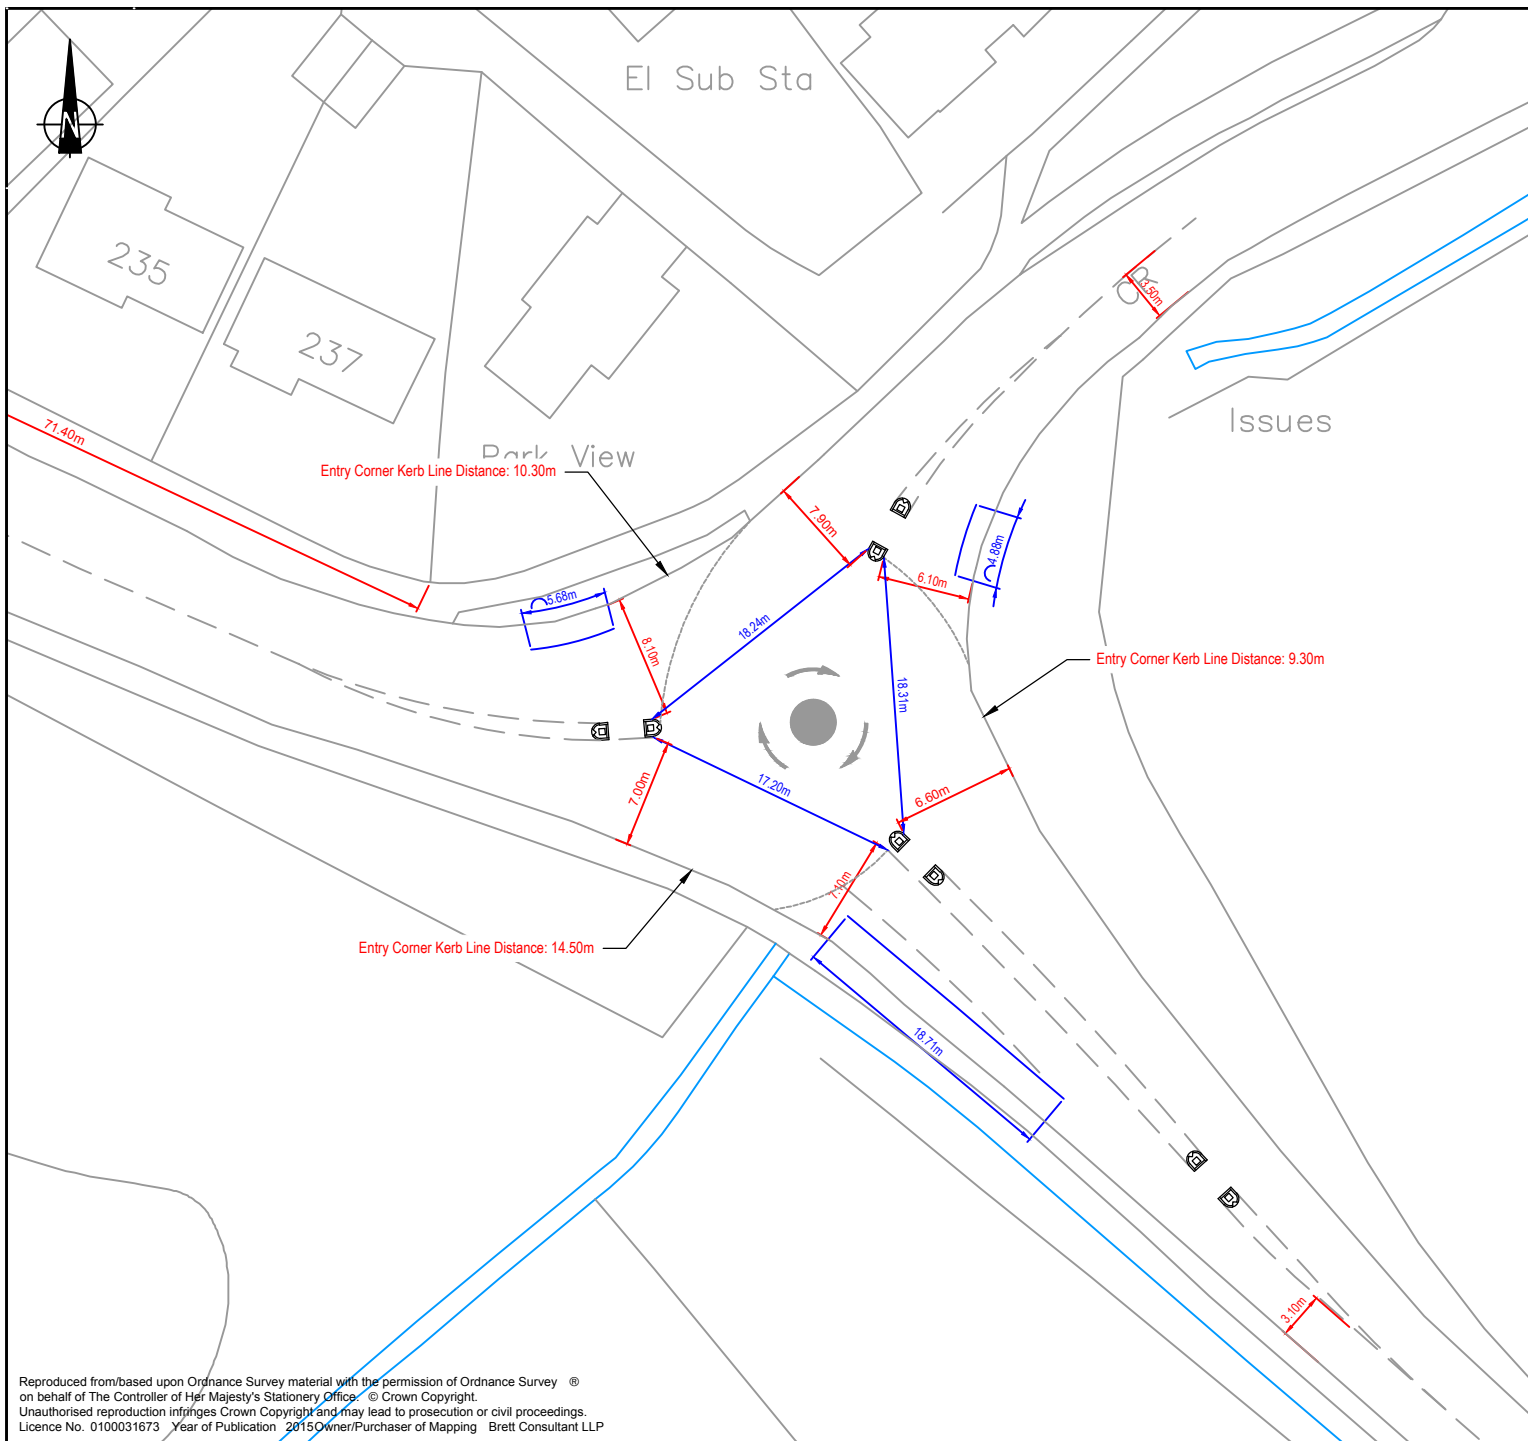 El Sub Sta
N
235
237
CR
3.50m
Issues
71.40m
Park View
Entry Corner Kerb Line Distance: 10.30m
7.90m
4.88m
6.10m
5.68m
18.24m
8.10m
Entry Corner Kerb Line Distance: 9.30m
18.31m
7.00m
17.20m
6.60m
7.10m
Entry Corner Kerb Line Distance: 14.50m
18.71m
3.10m
Reproduced from/based upon Ordnance Survey material with the permission of Ordnance Survey ®
on behalf of The Controller of Her Majesty's Stationery Office. © Crown Copyright.
Unauthorised reproduction infringes Crown Copyright and may lead to prosecution or civil proceedings.
Licence No. 0100031673 Year of Publication 2015 Owner/Purchaser of Mapping Brett Consultant LLP